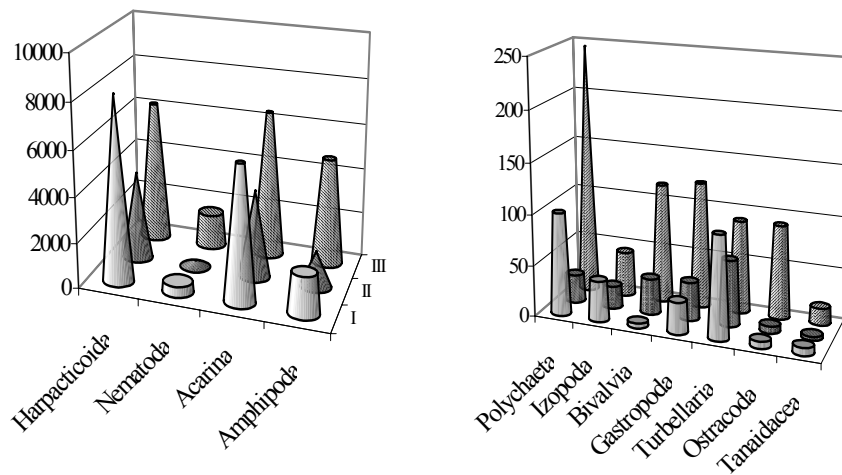 10000
8000
6000
4000
2000
0
III
II
I
Harpacticoida
Nematoda
Acarina
Amphipoda
250
200
150
100
50
0
Polychaeta
Izopoda
Bivalvia
Gastropoda
Turbellaria
Ostracoda
Tanaidacea